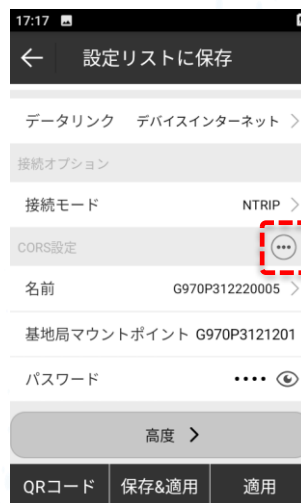 17:17
設定リストに保存
データリンク デバイスインターネット
接続オプション
接続モード NTRIP
CORS設定
名前 G970P312220005
基地局マウントポイント G970P3121201
パスワード ••••
高度
QRコード 保存&適用 適用